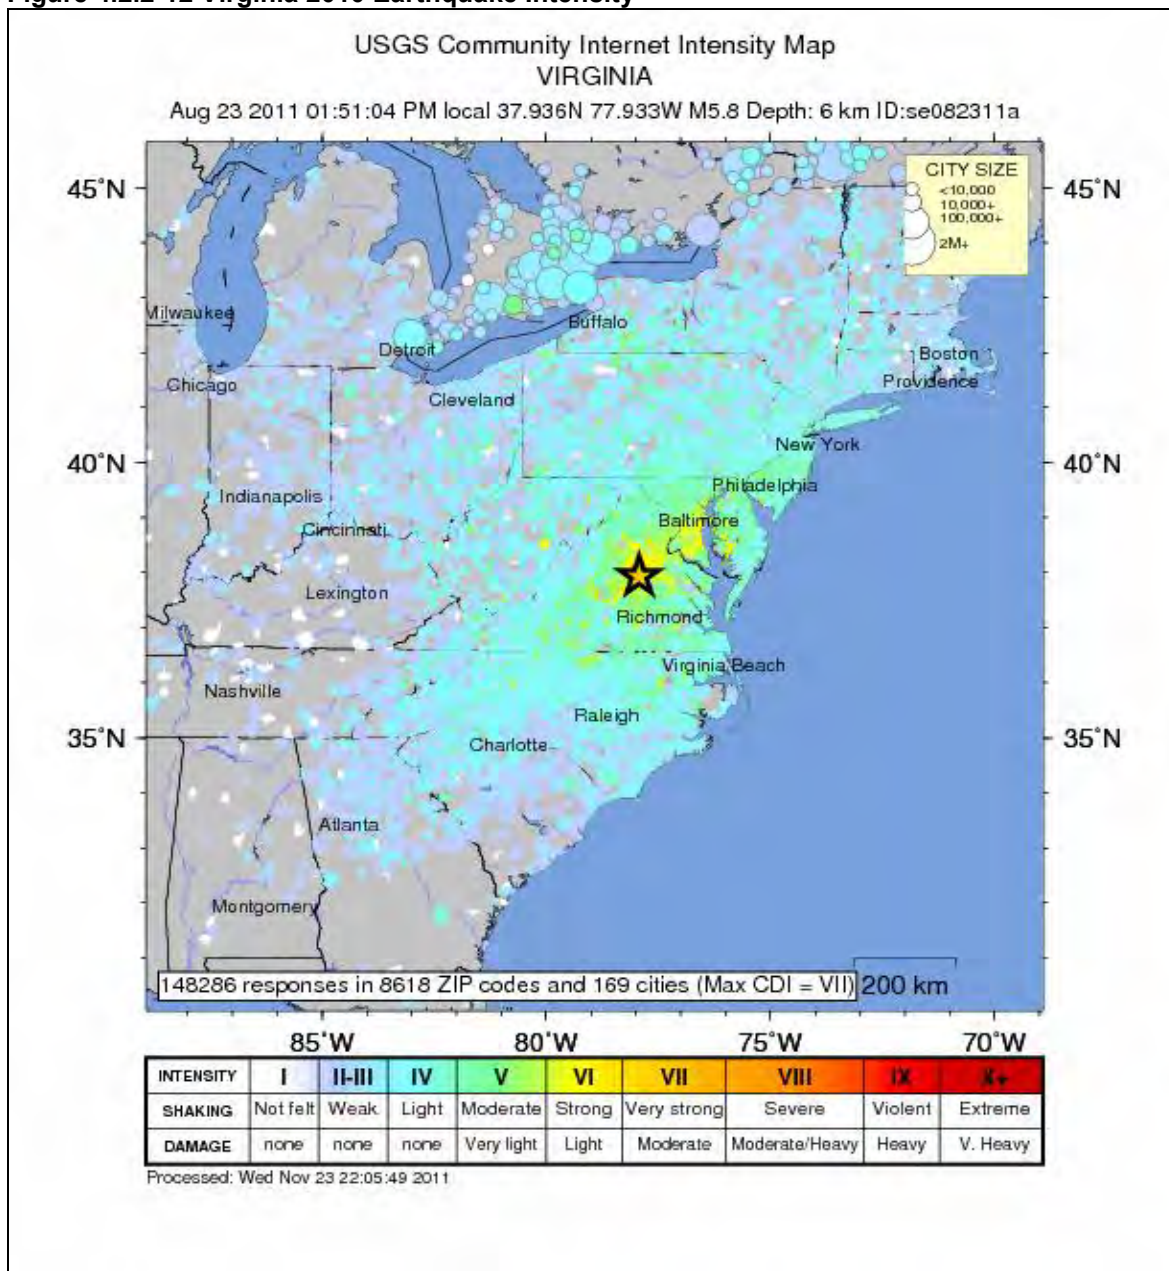 Figure Virginia Earthquake Intensity
USGS Community Internet Intensity Map
VIRGINIA
Aug 23 2011 01:51:04 PM local 37.936N 77.933W M5.8 Depth: 6 km ID:se082311a
CITY SIZE
<10,000
10,000+
100,000+
2M+
45°N
45°N
Milwaukee
Buffalo
Detroit
Boston
Chicago
Providence
Cleveland
New York
40°N
40°N
Philadelphia
Indianapolis
Baltimore
Cincinnati
Lexington
Richmond
Virginia Beach
Nashville
Raleigh
35°N
35°N
Charlotte
Atlanta
Montgomery
148286 responses in 8618 ZIP codes and 169 cities (Max CDI = VII)
200 km
85°W 80°W 75°W 70°W
INTENSITY I II-III IV V VI VII VIII IX X+
SHAKING Not felt Weak Light Moderate Strong Very strong Severe Violent Extreme
DAMAGE none none none Very light Light Moderate Moderate/Heavy Heavy V. Heavy
Processed: Wed Nov 23 22:05:49 2011